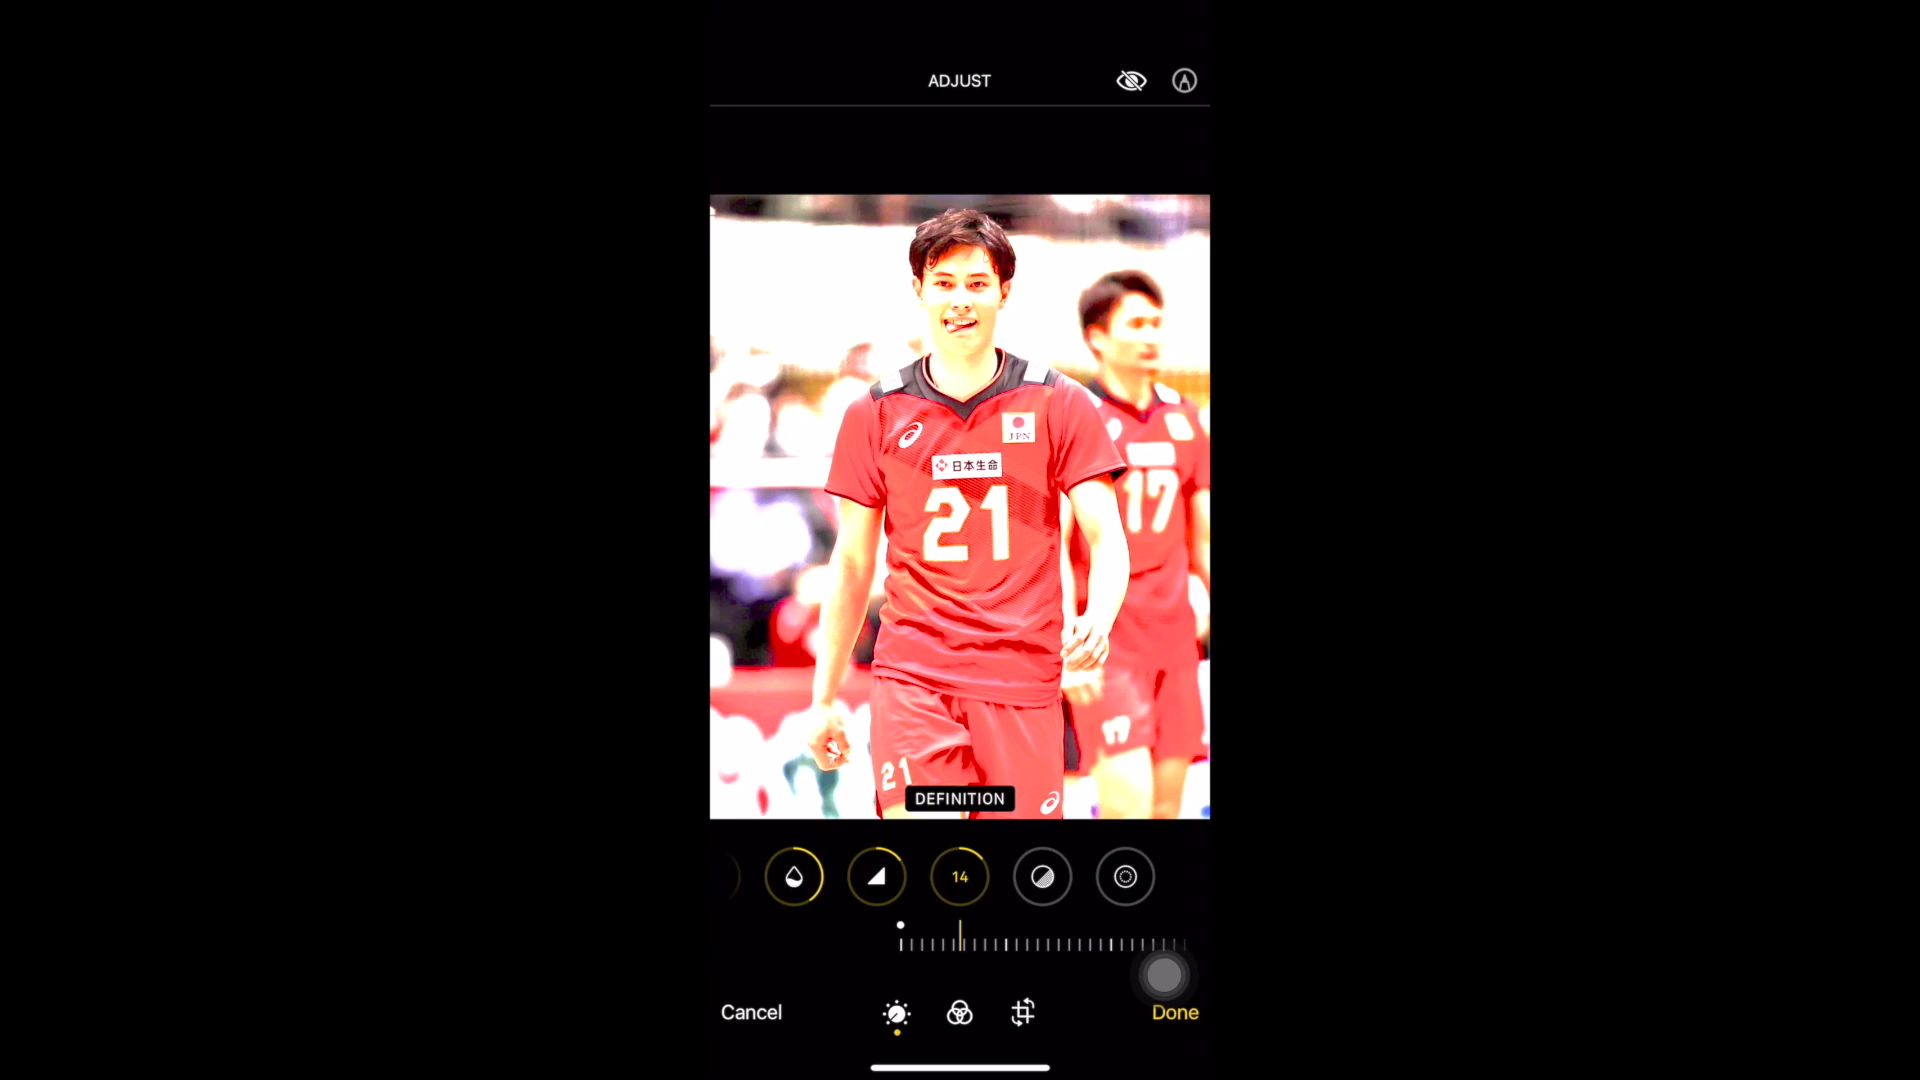 ADJUST
JPN
日本生命
21
17
21
DEFINITION
14
Cancel
Done